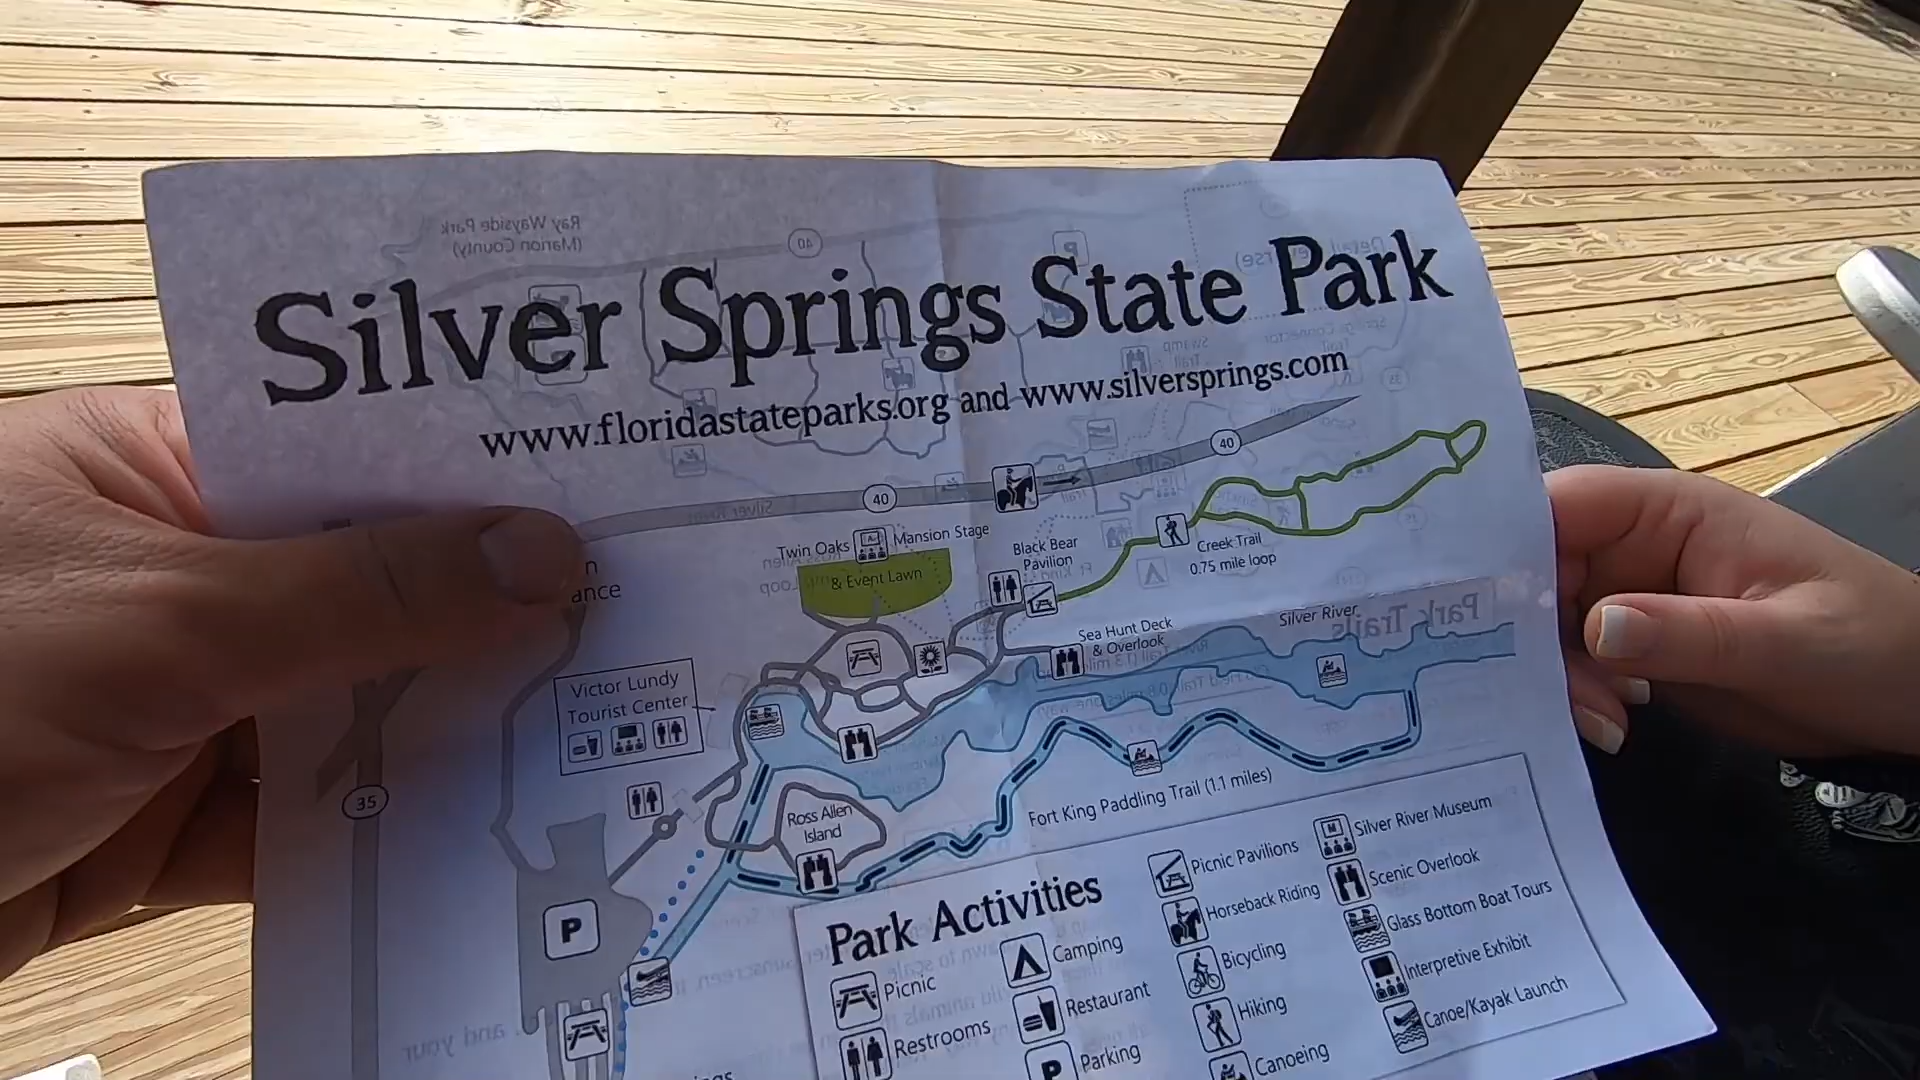 Silver Springs State Park
www.floridastateparks.org and www.silversprings.com
40
40
Twin Oaks Mansion Stage
& Event Lawn
Black Bear
Pavilion
Creek Trail
0.75 mile loop
Sea Hunt Deck
& Overlook
Silver River
Victor Lundy
Tourist Center
35
Ross Allen
Island
Fort King Paddling Trail (1.1 miles)
P
Park Activities
Picnic
Restrooms
Camping
Restaurant
P Parking
Picnic Pavilions
Horseback Riding
Bicycling
Hiking
Canoeing
M Silver River Museum
Scenic Overlook
Glass Bottom Boat Tours
Interpretive Exhibit
Canoe/Kayak Launch